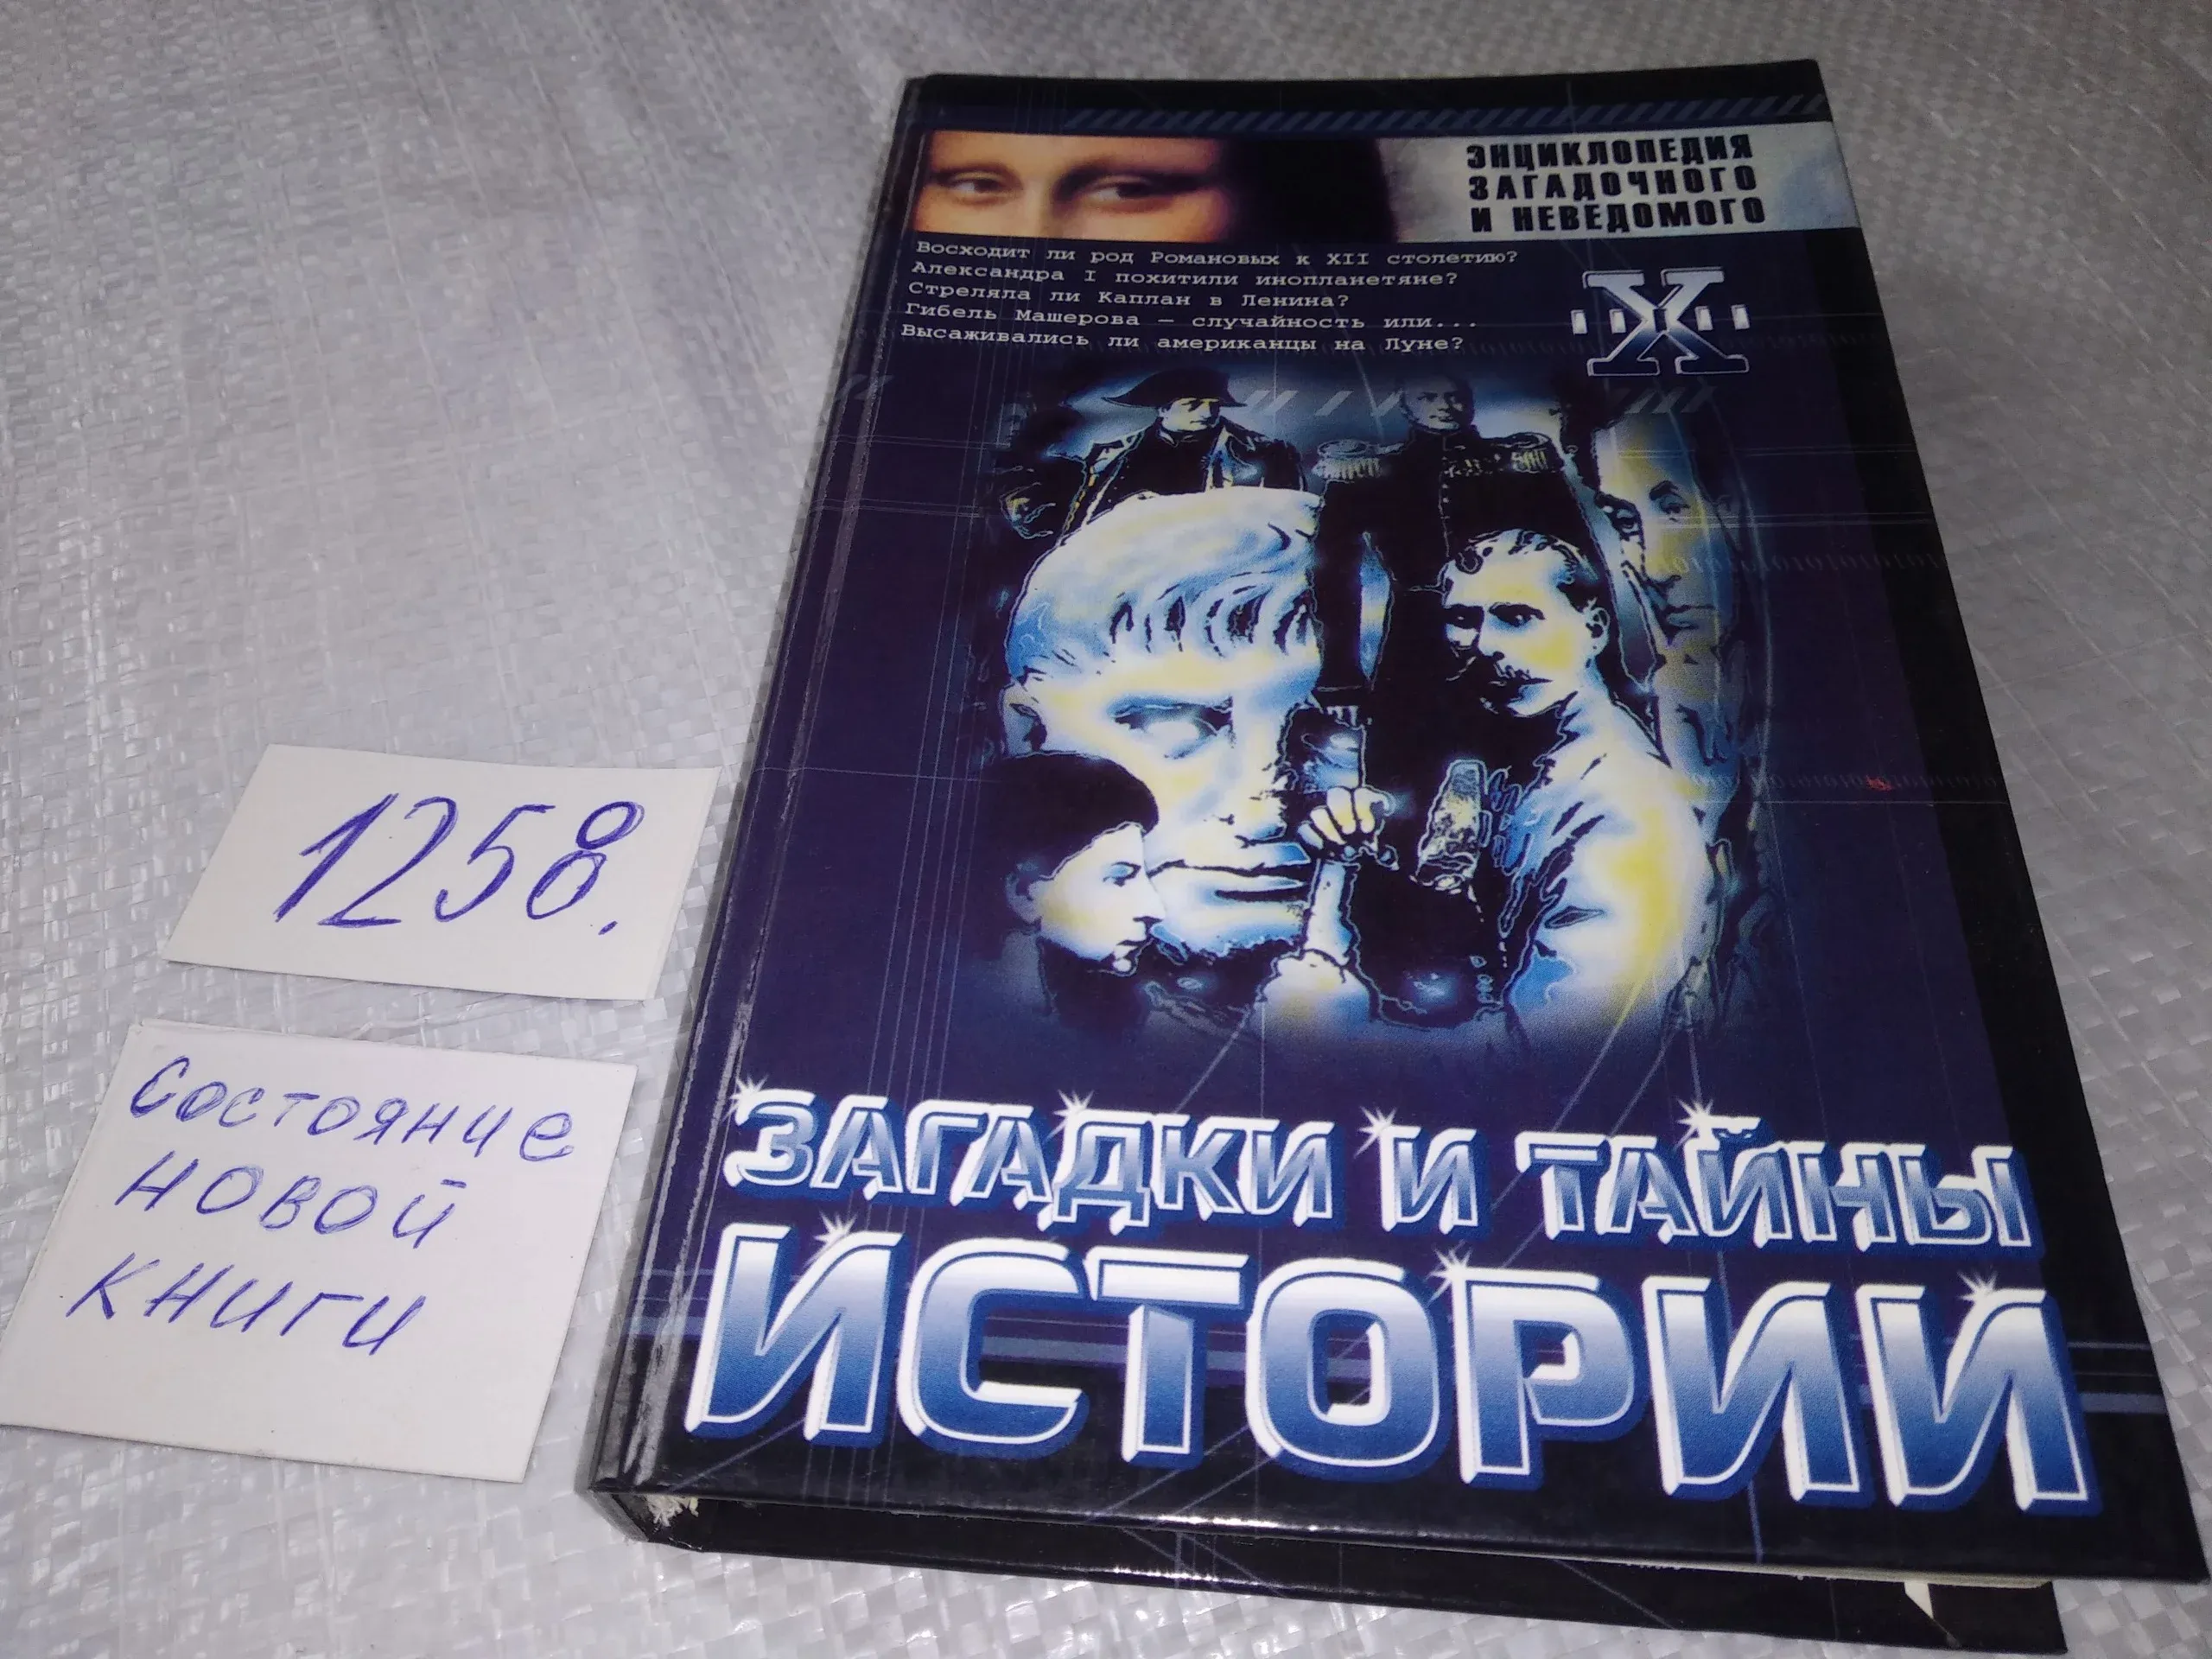 ЭНЦИКЛОПЕДИЯ
ЗАГАДОЧНОГО
И НЕВЕДОМОГО
Восходит ли род Романовых к XII столетию?
Александра I похитили инопланетяне?
Стреляла ли Каплан в Ленина?
Гибель Машерова — случайность или...
Высаживались ли американцы на Луне?
X
ЗАГАДКИ И ТАЙНЫ
ИСТОРИИ
1258.
Состояние
новой
книги